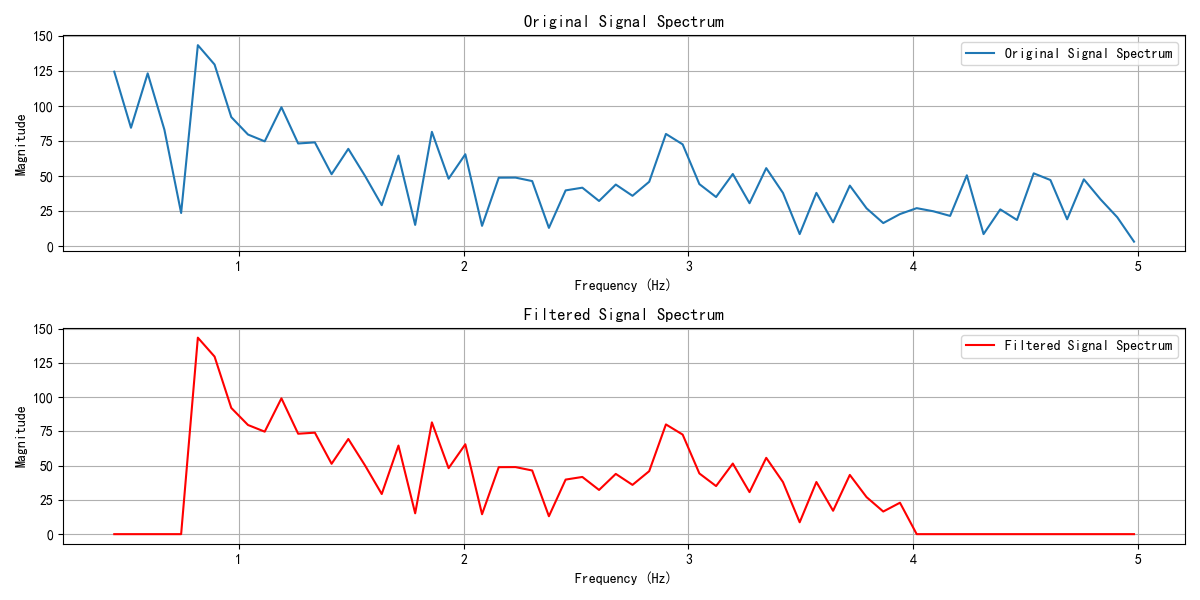 Original Signal Spectrum
Original Signal Spectrum
Magnitude
150
125
100
75
50
25
0
1 2 3 4 5
Frequency (Hz)
Filtered Signal Spectrum
Filtered Signal Spectrum
Magnitude
150
125
100
75
50
25
0
1 2 3 4 5
Frequency (Hz)